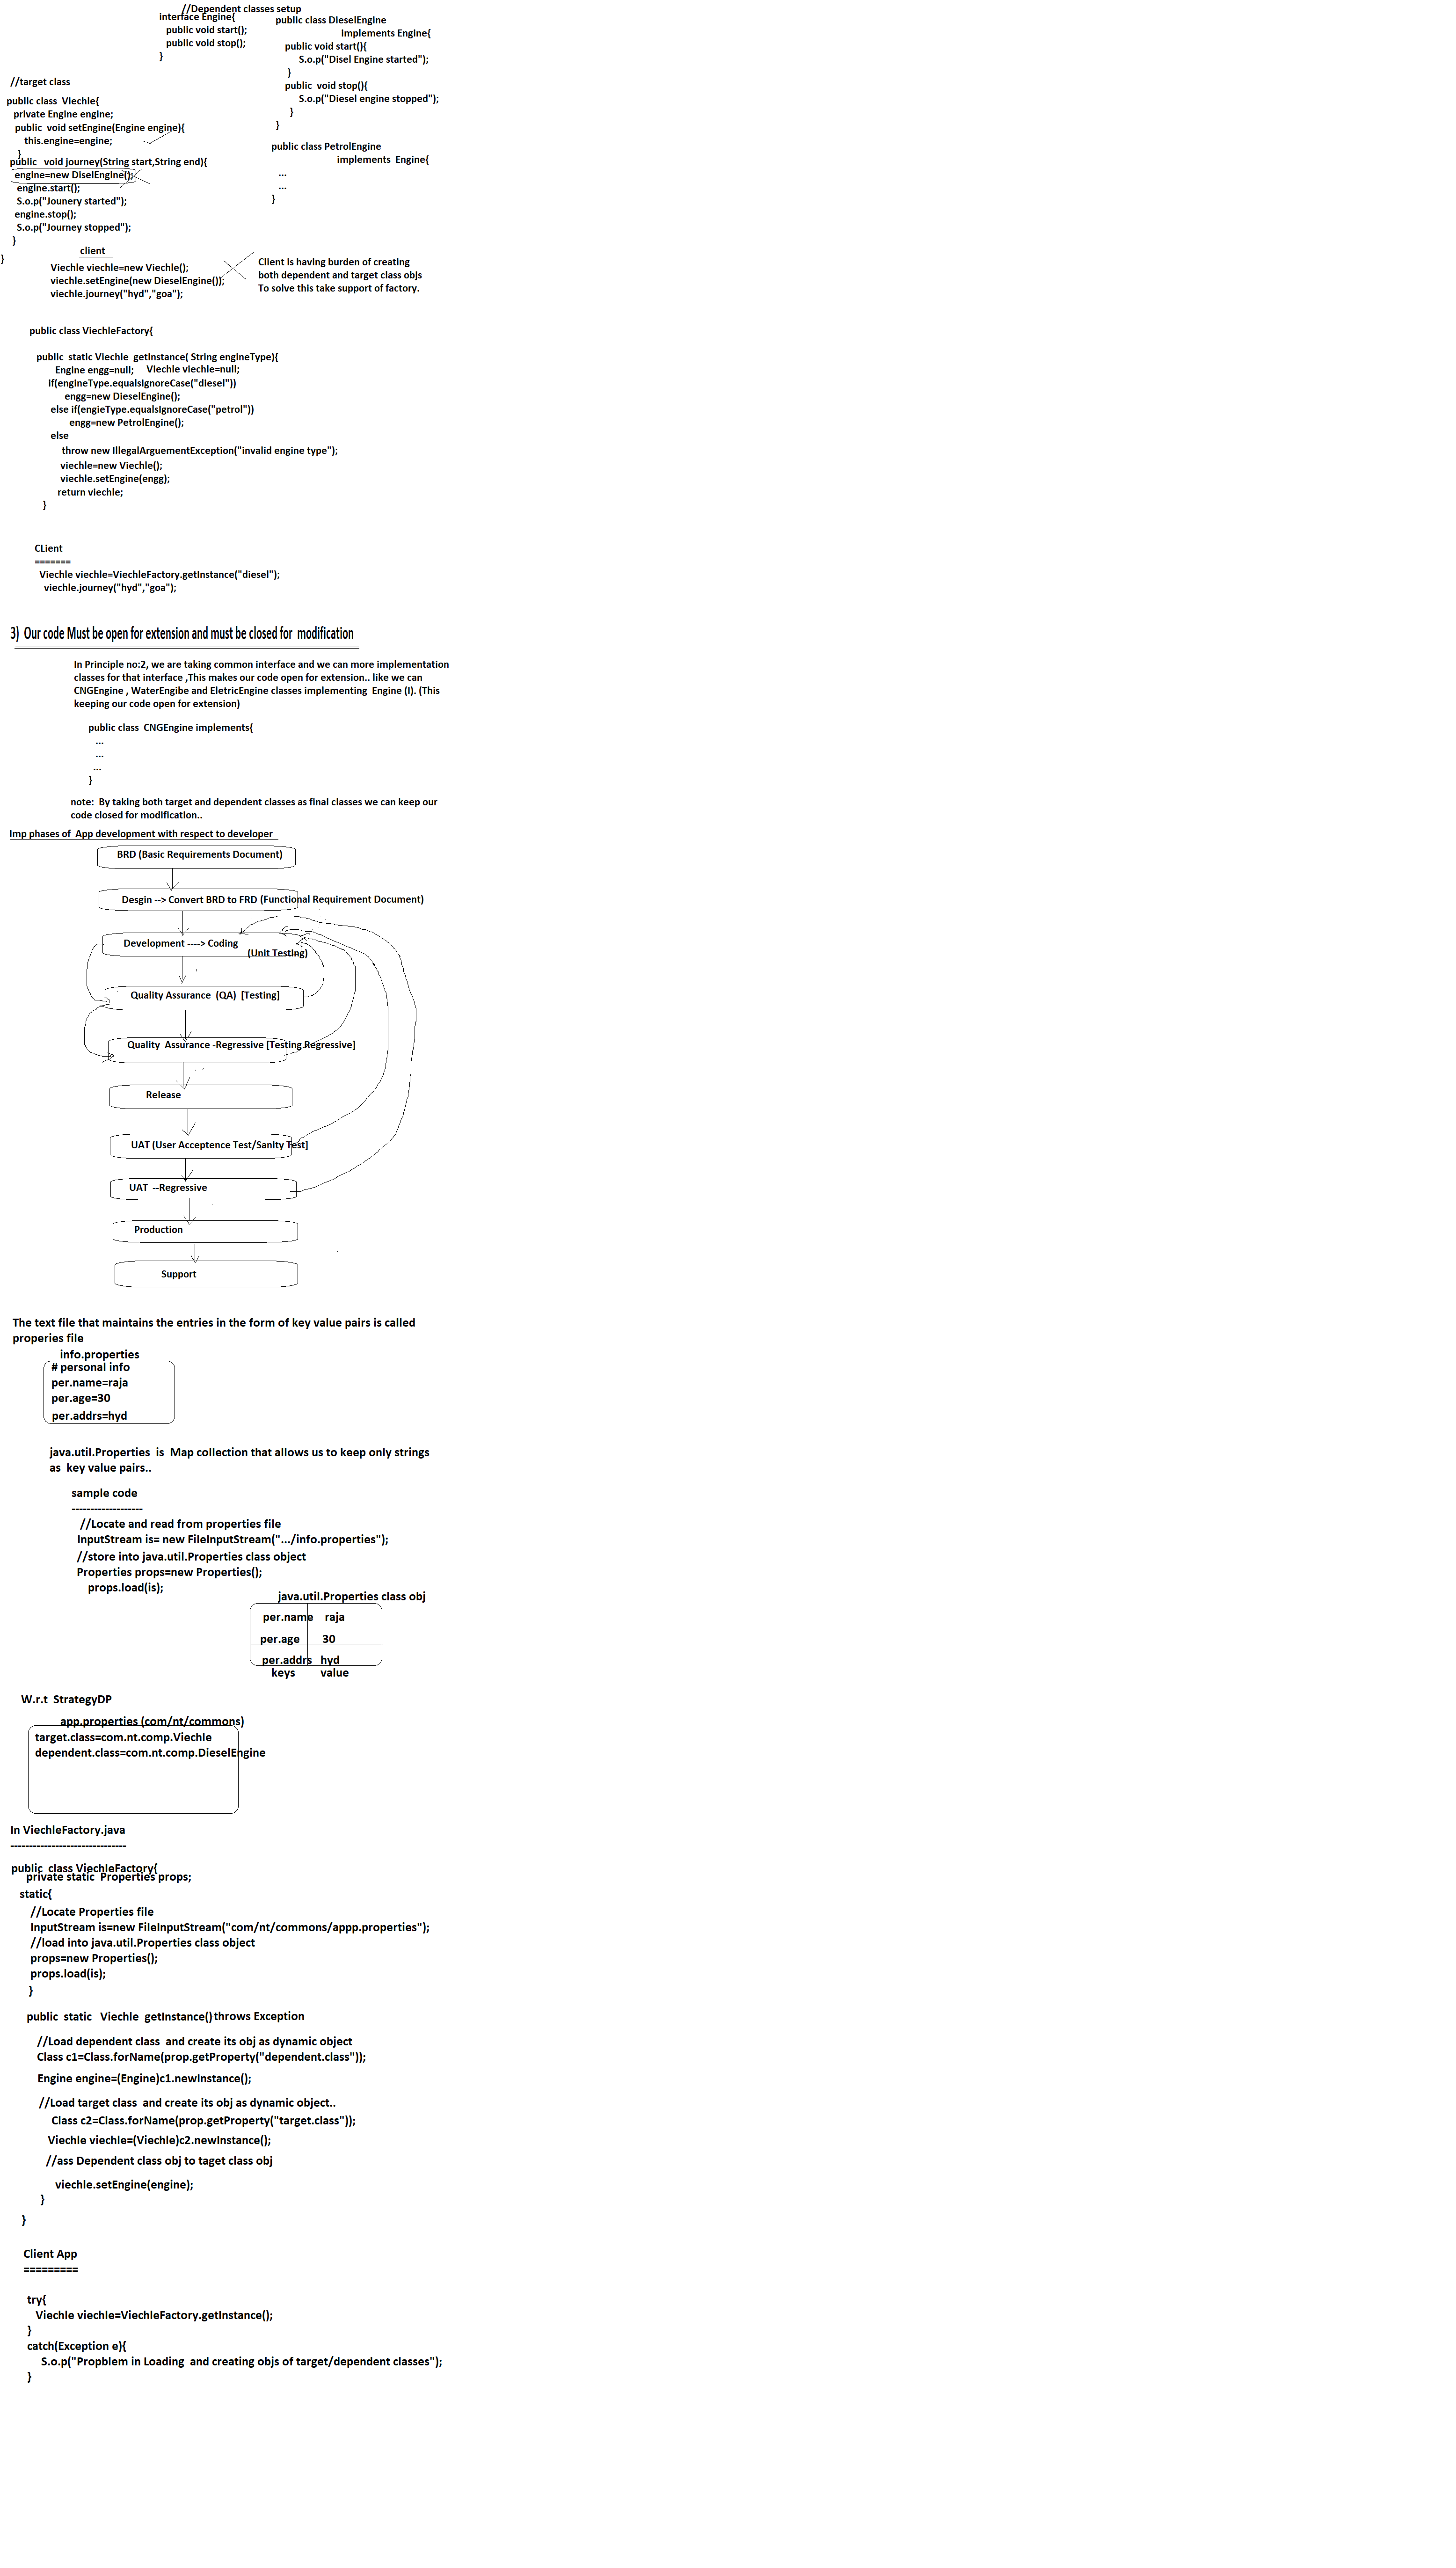 //Dependent classes setup
interface Engine{
public void start();
public void stop();
}
public class DieselEngine
implements Engine{
public void start(){
S.o.p("Disel Engine started");
}
public  void stop(){
S.o.p("Diesel engine stopped");
}
}
public class PetrolEngine
implements  Engine{
...
...
}
//target class
public class  Viechle{
private Engine engine;
public  void setEngine(Engine engine){
this.engine=engine;
}
public   void journey(String start,String end){
engine=new DiselEngine();
engine.start();
S.o.p("Jounery started");
engine.stop();
S.o.p("Journey stopped");
}
}
client
Viechle viechle=new Viechle();
viechle.setEngine(new DieselEngine());
viechle.journey("hyd","goa");
Client is having burden of creating
both dependent and target class objs
To solve this take support of factory.
public class ViechleFactory{
public  static Viechle  getInstance( String engineType){
Engine engg=null;    Viechle viechle=null;
if(engineType.equalsIgnoreCase("diesel"))
engg=new DieselEngine();
else if(engieType.equalsIgnoreCase("petrol"))
engg=new PetrolEngine();
else
throw new IllegalArguementException("invalid engine type");
viechle=new Viechle();
viechle.setEngine(engg);
return viechle;
}
CLient
=======
Viechle viechle=ViechleFactory.getInstance("diesel");
viechle.journey("hyd","goa");
3)  Our code Must be open for extension and must be closed for  modification
In Principle no:2, we are taking common interface and we can more implementation
classes for that interface ,This makes our code open for extension.. like we can
CNGEngine , WaterEngibe and EletricEngine classes implementing  Engine (I). (This
keeping our code open for extension)
public class  CNGEngine implements{
...
...
...
}
note:  By taking both target and dependent classes as final classes we can keep our
code closed for modification..
Imp phases of  App development with respect to developer
BRD (Basic Requirements Document)
Desgin --> Convert BRD to FRD (Functional Requirement Document)
Development ----> Coding
(Unit Testing)
Quality Assurance  (QA)  [Testing]
Quality  Assurance -Regressive [Testing Regressive]
Release
UAT (User Acceptence Test/Sanity Test]
UAT  --Regressive
Production
Support
The text file that maintains the entries in the form of key value pairs is called
properies file
info.properties
# personal info
per.name=raja
per.age=30
per.addrs=hyd
java.util.Properties  is  Map collection that allows us to keep only strings
as  key value pairs..
sample code
-------------------
//Locate and read from properties file
InputStream is= new FileInputStream(".../info.properties");
//store into java.util.Properties class object
Properties props=new Properties();
props.load(is);
java.util.Properties class obj
per.name    raja
per.age    30
per.addrs   hyd
keys    value
W.r.t  StrategyDP
app.properties (com/nt/commons)
target.class=com.nt.comp.Viechle
dependent.class=com.nt.comp.DieselEngine
In ViechleFactory.java
-------------------------------
public  class ViechleFactory{
private static  Properties props;
static{
//Locate Properties file
InputStream is=new FileInputStream("com/nt/commons/appp.properties");
//load into java.util.Properties class object
props=new Properties();
props.load(is);
}
public  static   Viechle  getInstance()throws Exception
//Load dependent class  and create its obj as dynamic object
Class c1=Class.forName(prop.getProperty("dependent.class"));
Engine engine=(Engine)c1.newInstance();
//Load target class  and create its obj as dynamic object..
Class c2=Class.forName(prop.getProperty("target.class"));
Viechle viechle=(Viechle)c2.newInstance();
//ass Dependent class obj to taget class obj
viechle.setEngine(engine);
}
}
Client App
=========
try{
Viechle viechle=ViechleFactory.getInstance();
}
catch(Exception e){
S.o.p("Propblem in Loading  and creating objs of target/dependent classes");
}